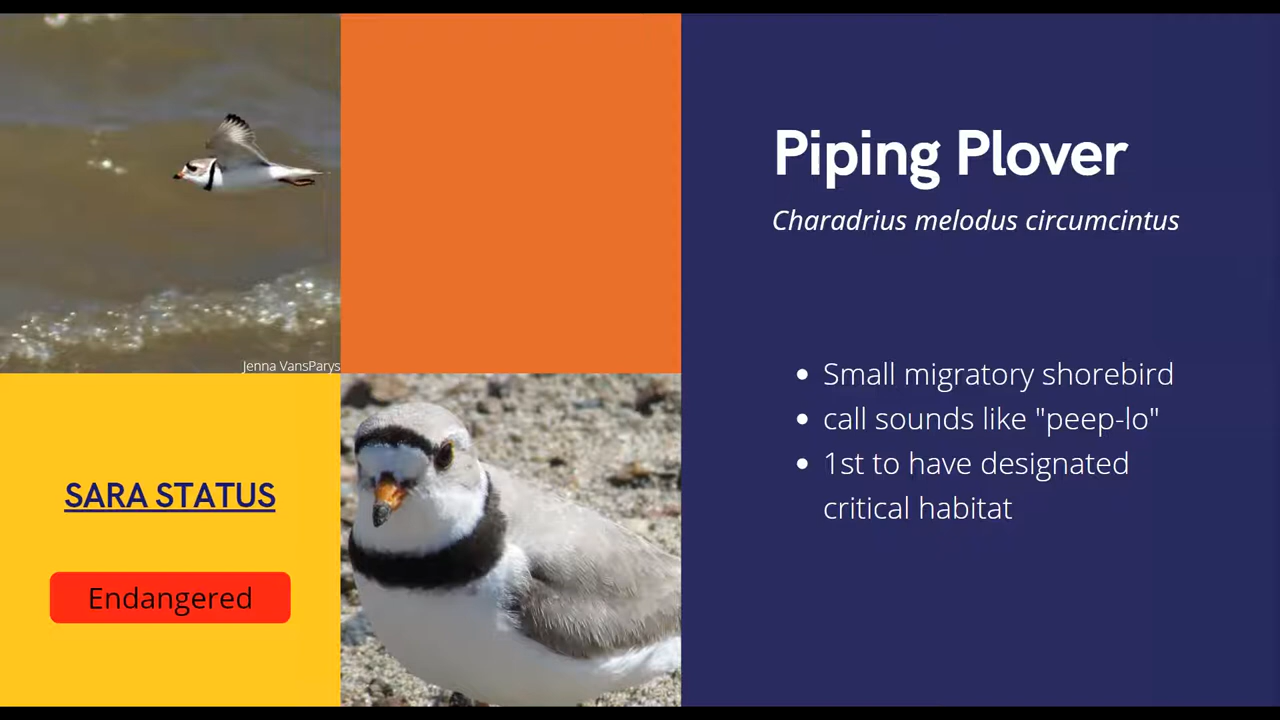 Piping Plover
Charadrius melodus circumcintus
Jenna VansParys
Small migratory shorebird
call sounds like "peep-lo"
1st to have designated
critical habitat
SARA STATUS
Endangered